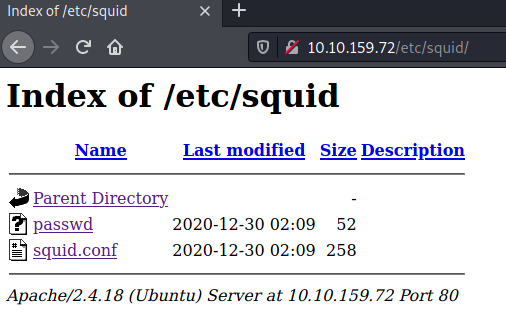 Index of /etc/squid
10.10.159.72/etc/squid/
Index of /etc/squid
Name Last modified Size Description
Parent Directory -
passwd 2020-12-30 02:09 52
squid.conf 2020-12-30 02:09 258
Apache/2.4.18 (Ubuntu) Server at 10.10.159.72 Port 80